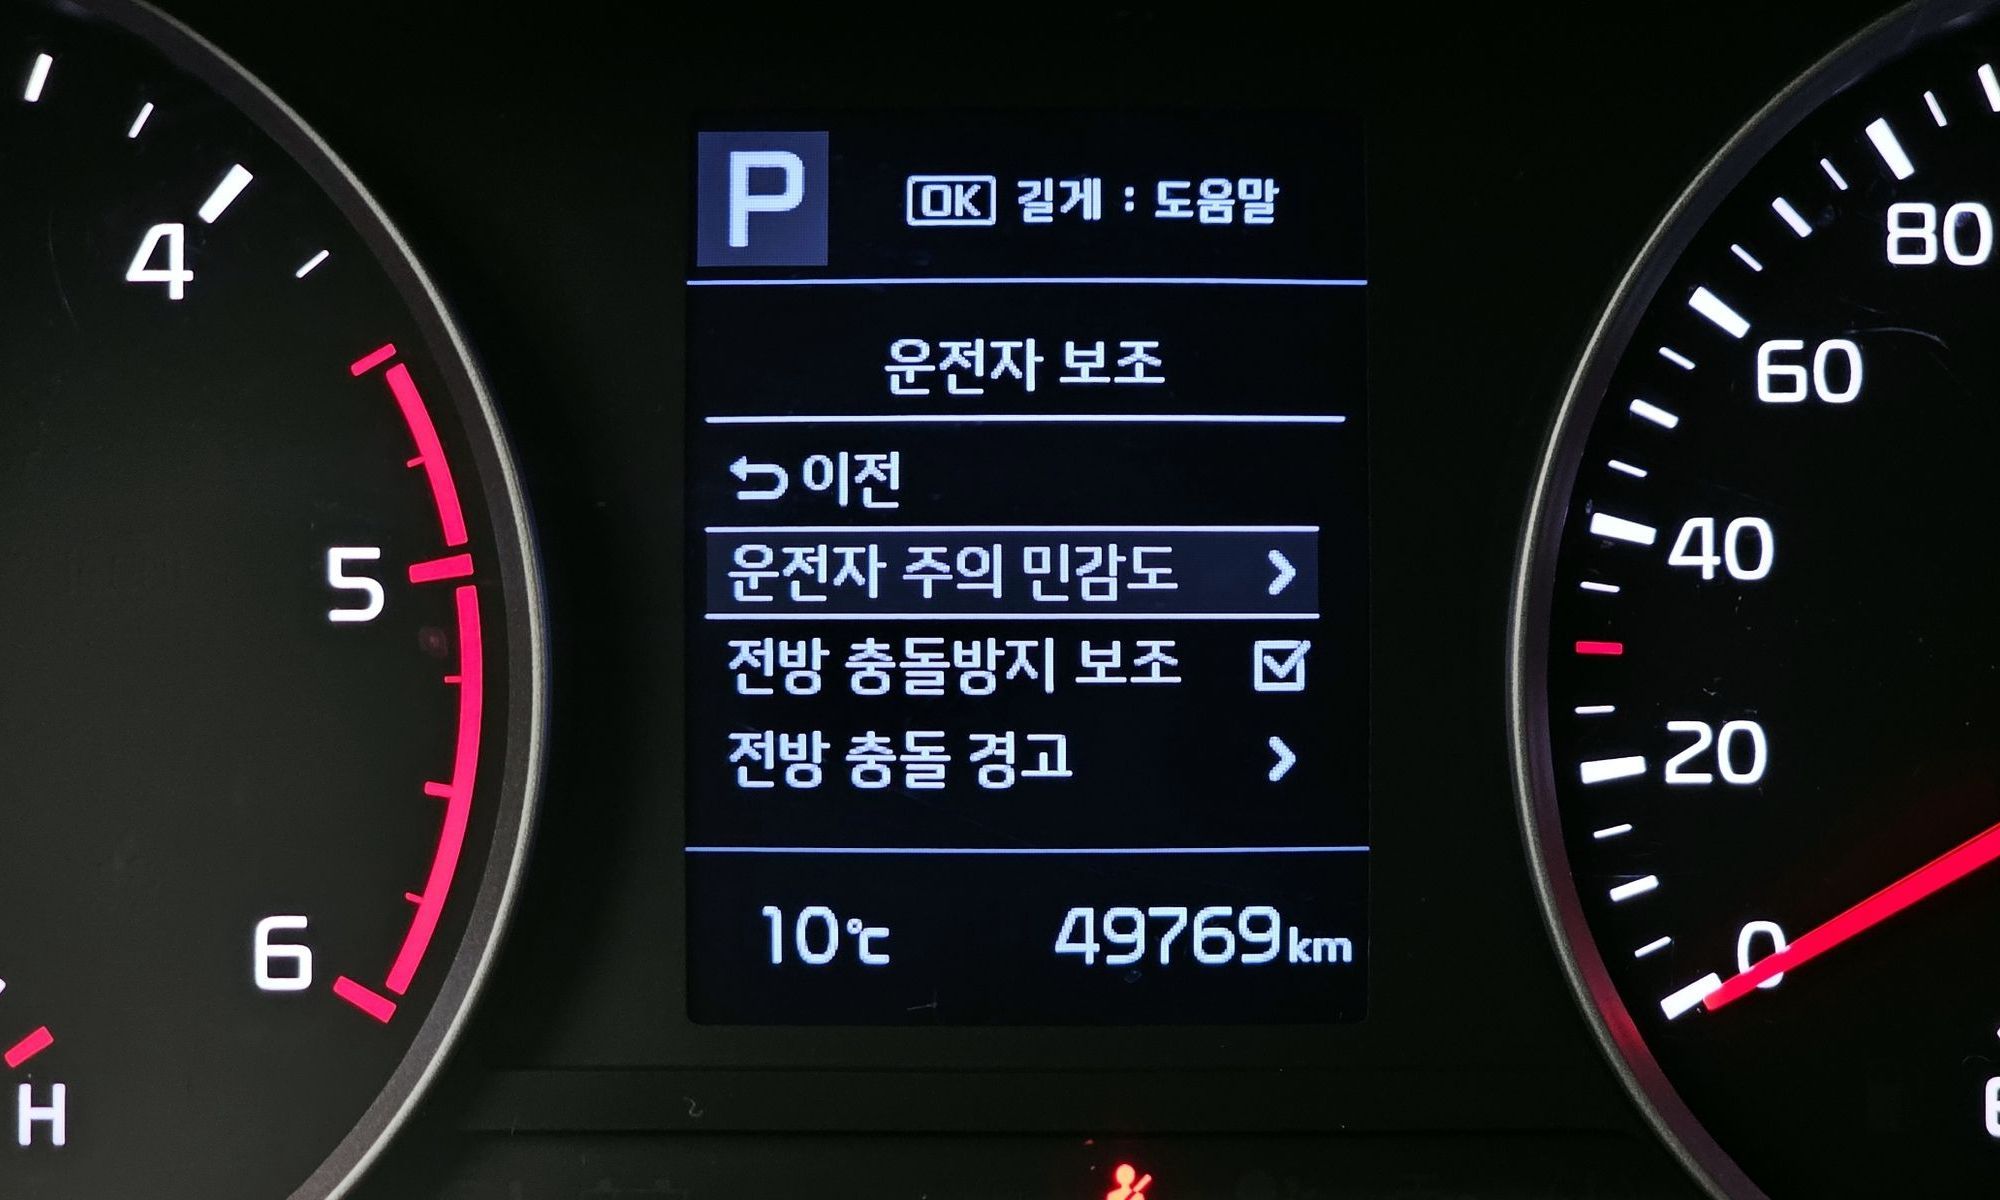 P
OK 길게 : 도움말
운전자 보조
이전
운전자 주의 민감도
전방 충돌방지 보조
전방 충돌 경고
10℃ 49769km
4
5
6
H
80
60
40
20
0